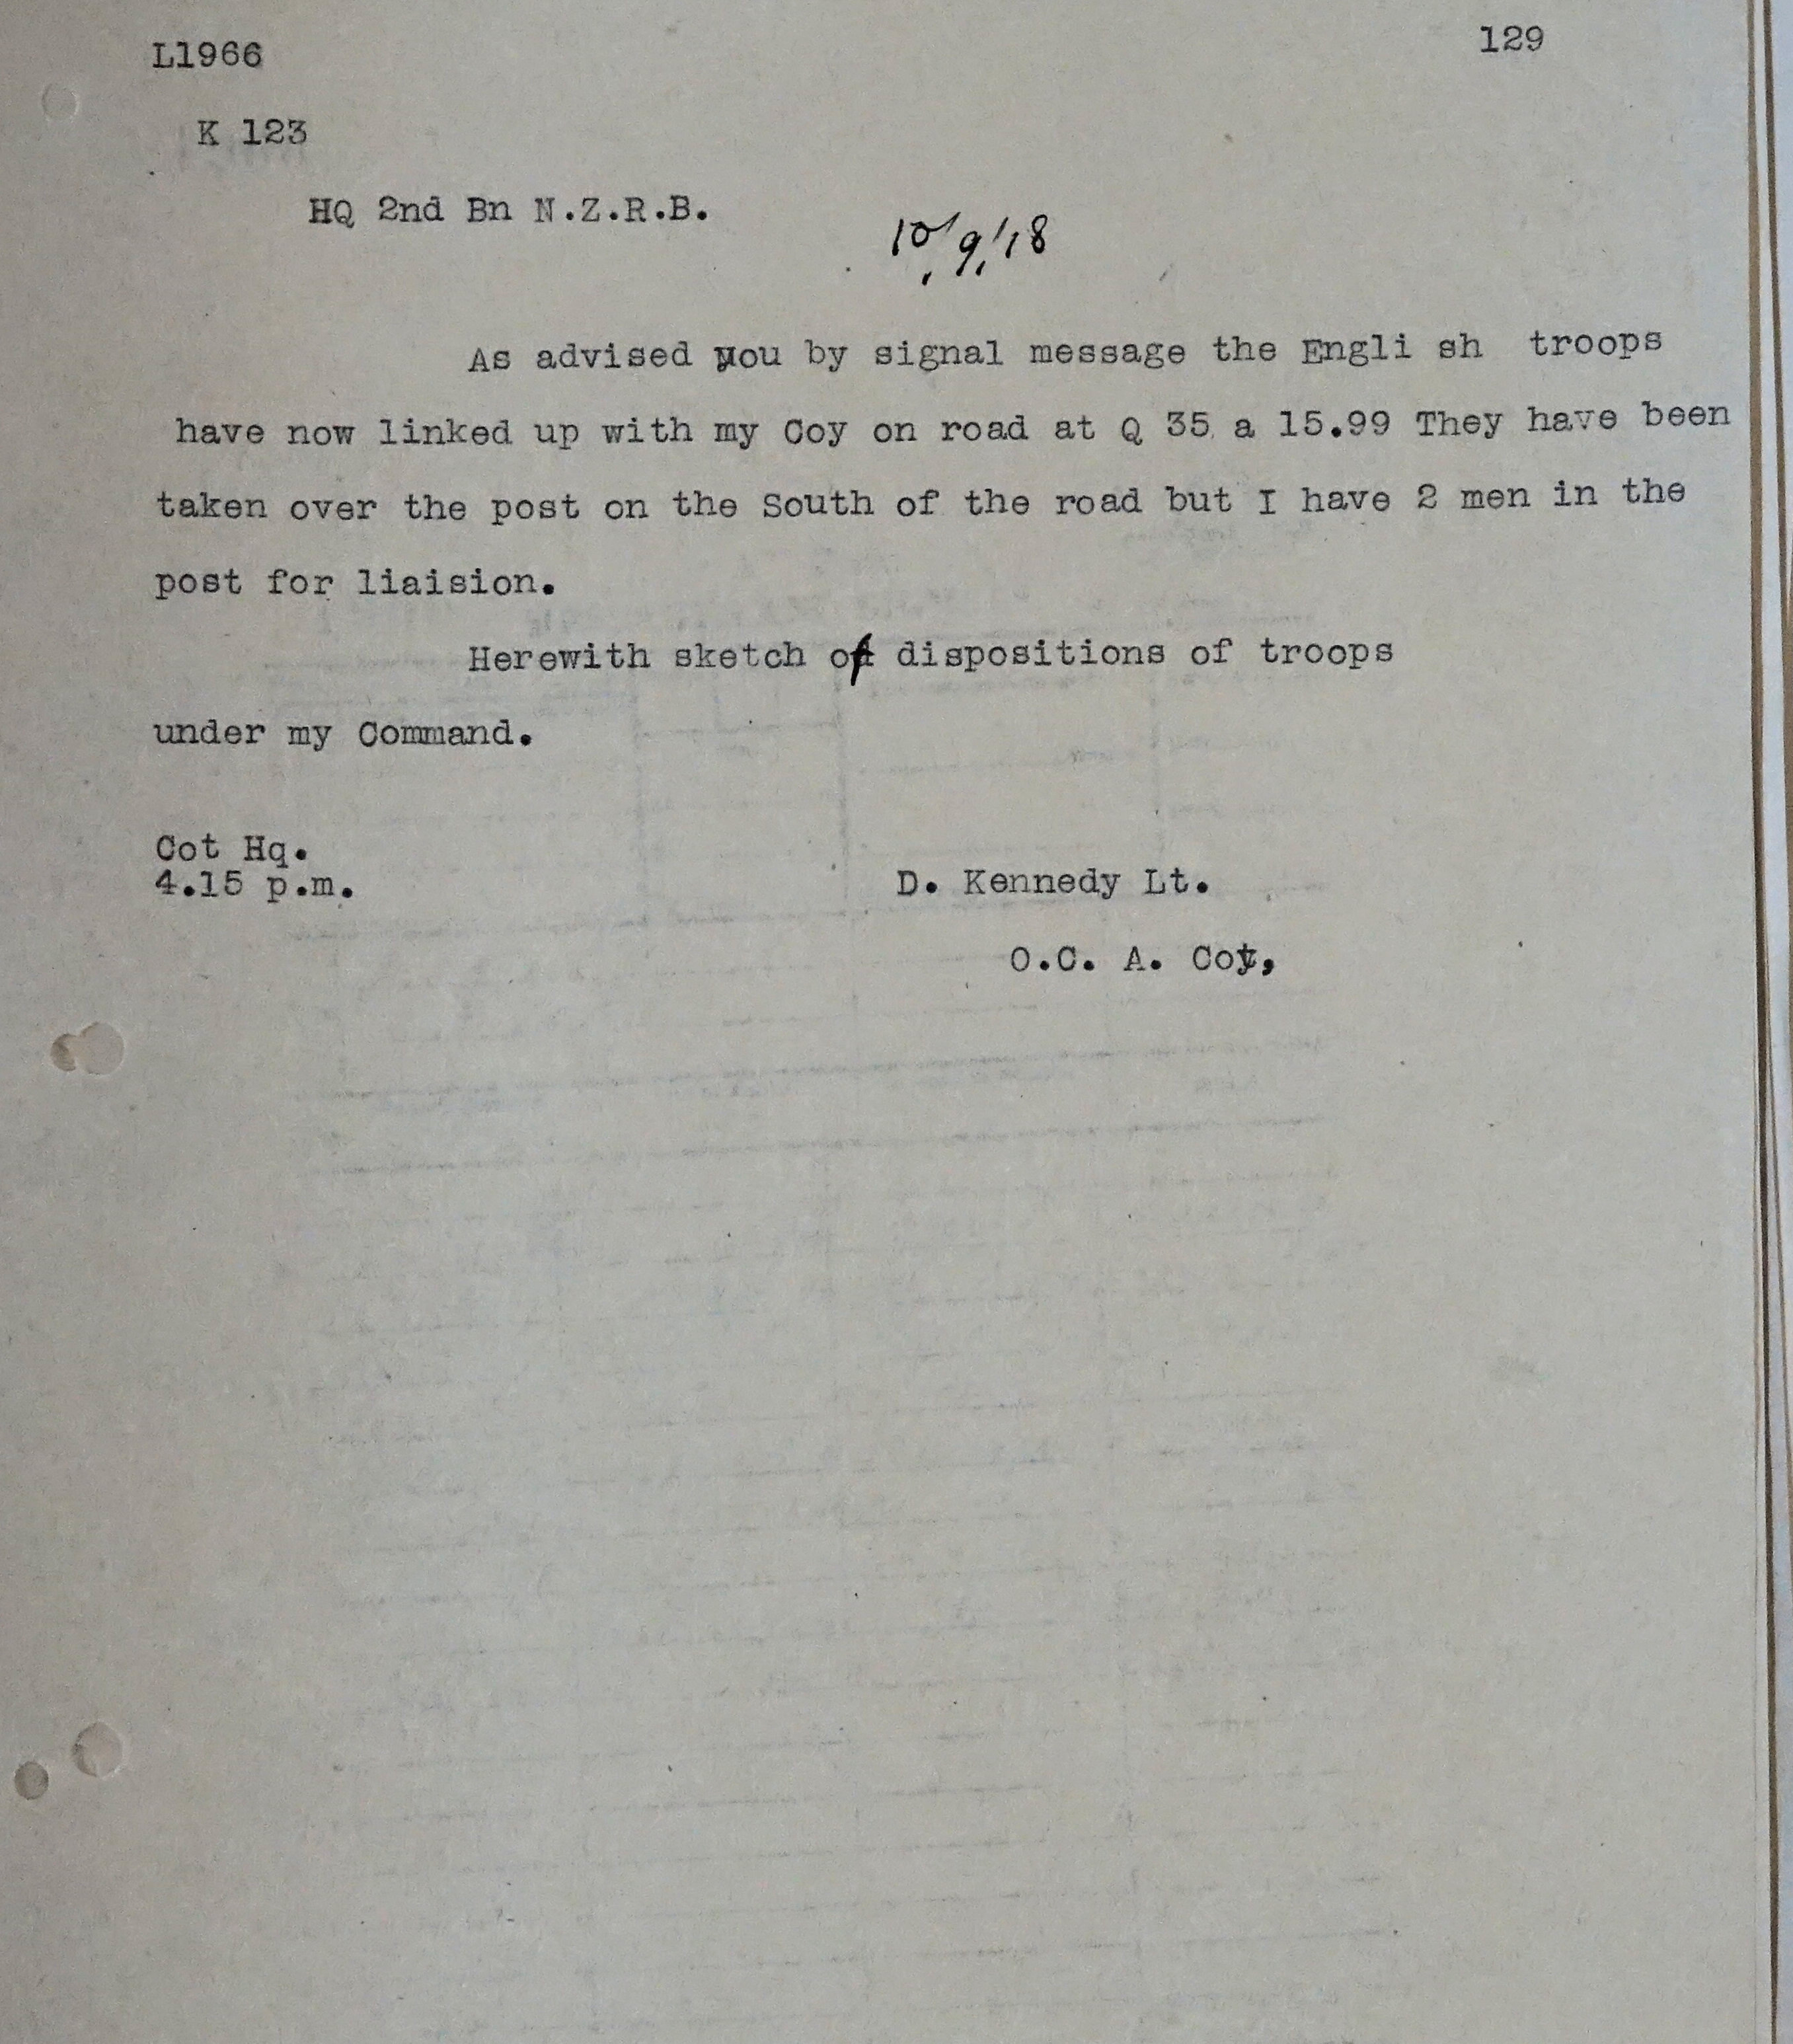 L1966
129
K 123
HQ 2nd Bn N.Z.R.B.
10/9/18
As advised you by signal message the Engli sh troops
have now linked up with my Coy on road at Q 35 a 15.99 They have been
taken over the post on the South of the road but I have 2 men in the
post for liaision.
Herewith sketch of dispositions of troops
under my Command.
Cot Hq.
4.15 p.m.
D. Kennedy Lt.
O.C. A. Coy,